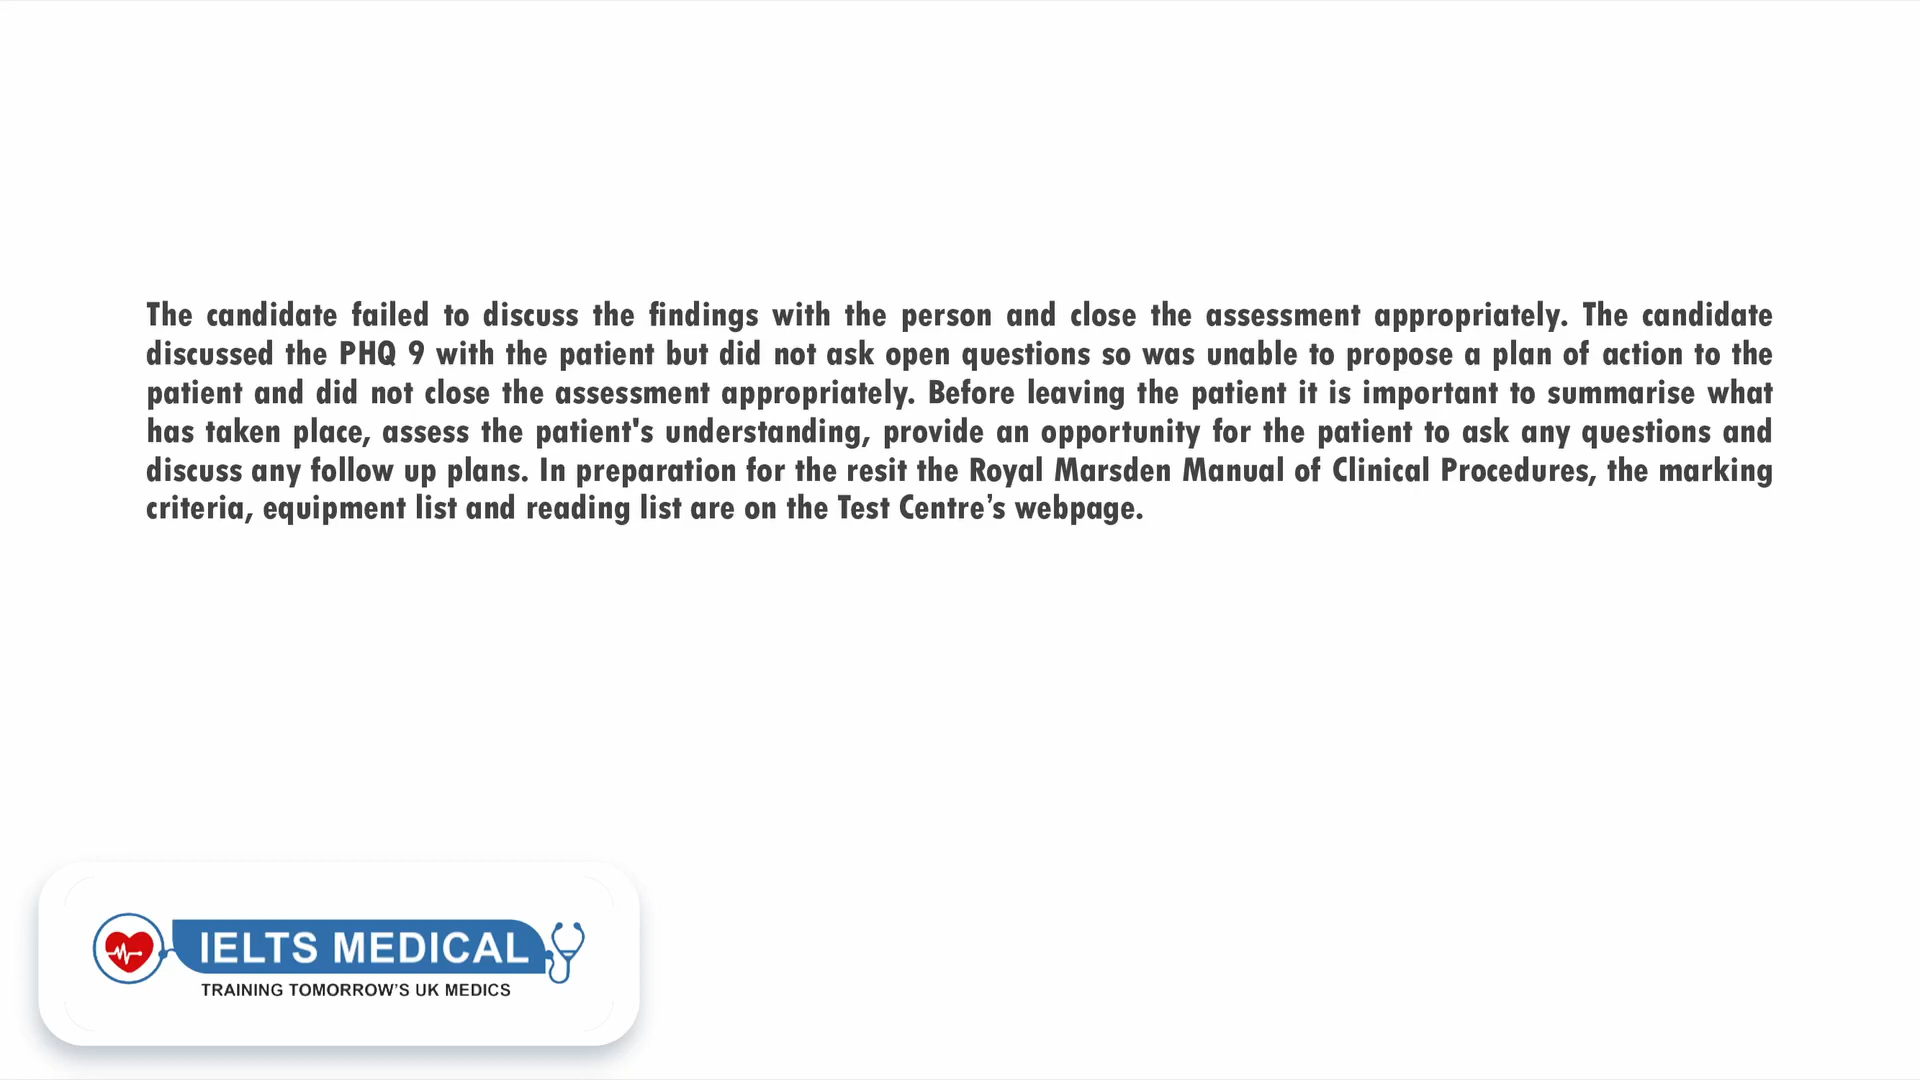 The candidate failed to discuss the findings with the person and close the assessment appropriately. The candidate
discussed the PHQ 9 with the patient but did not ask open questions so was unable to propose a plan of action to the
patient and did not close the assessment appropriately. Before leaving the patient it is important to summarise what
has taken place, assess the patient's understanding, provide an opportunity for the patient to ask any questions and
discuss any follow up plans. In preparation for the resit the Royal Marsden Manual of Clinical Procedures, the marking
criteria, equipment list and reading list are on the Test Centre’s webpage.
IELTS MEDICAL
TRAINING TOMORROW'S UK MEDICS